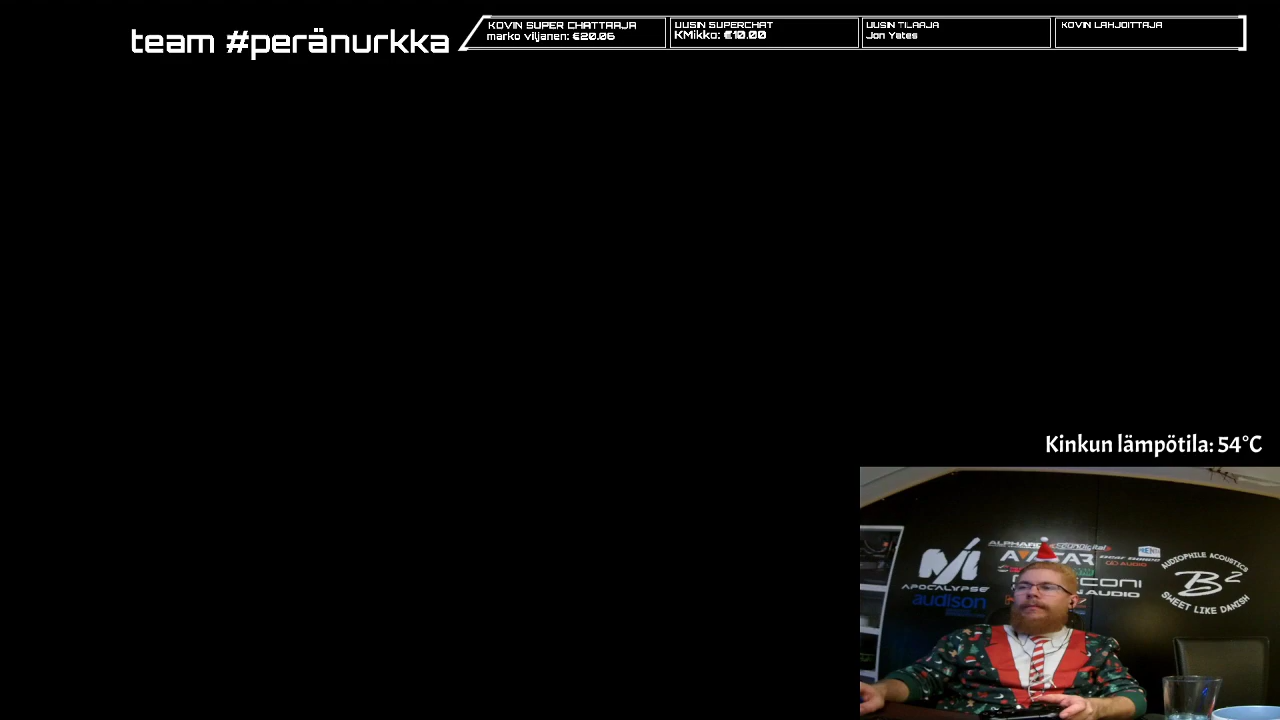 team #peränurkka
KOVIN SUPER CHATTAAJA
marko viljanen: €20.06
UUSIN SUPERCHAT
KMikko: €10.00
UUSIN TILAAJA
Jon Yates
KOVIN LAHJOITTAJA
Kinkun lämpötila: 54°C
APOCALYPSE
audison
AUDIOPHILE ACOUSTICS
B²
SWEET LIKE DANISH